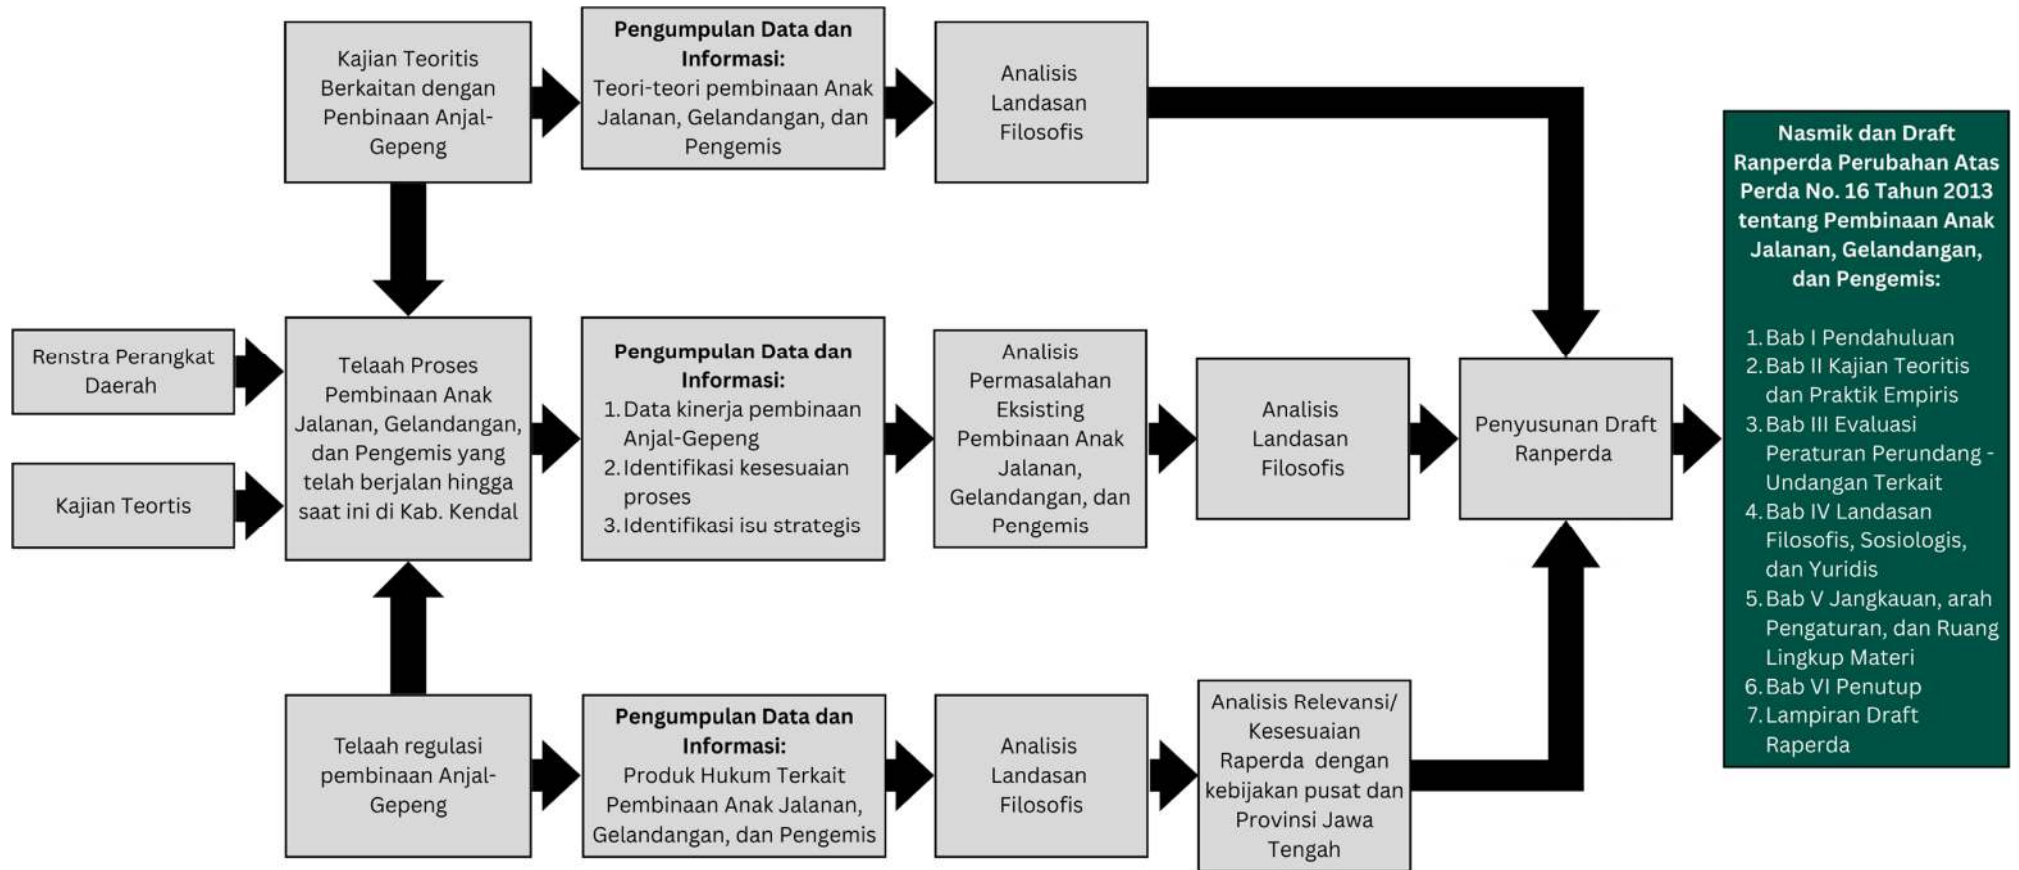 Kajian Teoritis
Berkaitan dengan
Penbinaan Anjal-
Gepeng
Pengumpulan Data dan
Informasi:
Teori-teori pembinaan Anak
Jalanan, Gelandangan, dan
Pengemis
Analisis
Landasan
Filosofis
Renstra Perangkat
Daerah
Kajian Teortis
Telaah Proses
Pembinaan Anak
Jalanan, Gelandangan,
dan Pengemis yang
telah berjalan hingga
saat ini di Kab. Kendal
Pengumpulan Data dan
Informasi:
1. Data kinerja pembinaan
Anjal-Gepeng
2. Identifikasi kesesuaian
proses
3. Identifikasi isu strategis
Analisis
Permasalahan
Eksisting
Pembinaan Anak
Jalanan,
Gelandangan, dan
Pengemis
Analisis
Landasan
Filosofis
Penyusunan Draft
Ranperda
Telaah regulasi
pembinaan Anjal-
Gepeng
Pengumpulan Data dan
Informasi:
Produk Hukum Terkait
Pembinaan Anak Jalanan,
Gelandangan, dan Pengemis
Analisis
Landasan
Filosofis
Analisis Relevansi/
Kesesuaian
Raperda dengan
kebijakan pusat dan
Provinsi Jawa
Tengah
Nasmik dan Draft
Ranperda Perubahan Atas
Perda No. 16 Tahun 2013
tentang Pembinaan Anak
Jalanan, Gelandangan,
dan Pengemis:
1. Bab I Pendahuluan
2. Bab II Kajian Teoritis
dan Praktik Empiris
3. Bab III Evaluasi
Peraturan Perundang -
Undangan Terkait
4. Bab IV Landasan
Filosofis, Sosiologis,
dan Yuridis
5. Bab V Jangkauan, arah
Pengaturan, dan Ruang
Lingkup Materi
6. Bab VI Penutup
7. Lampiran Draft
Raperda